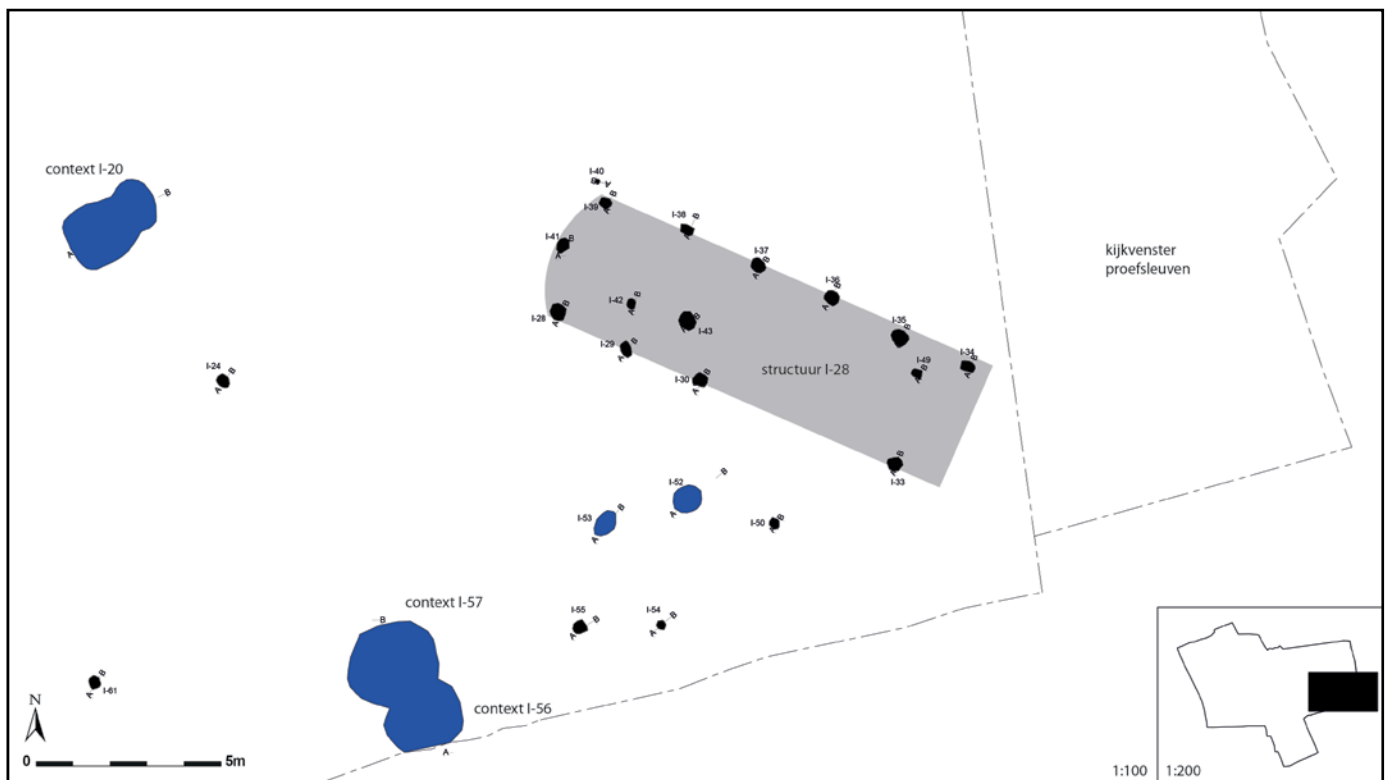 context I-20
B
A
I-40
B A
B
I-39
A
I-38
B
A
I-41
B
A
I-37
B
A
I-36
B
A
I-42
B
A
I-28
B
A
B
A
I-43
I-29
B
A
I-35
B
I-34
B
A
I-49
B
A
I-30
B
A
structuur I-28
kijkvenster
proefsleuven
I-24
B
A
B
A
I-33
I-52
B
A
I-53
B
A
I-50
B
A
context I-57
B
I-55
B
A
I-54
B
A
B
A
I-61
context I-56
A
N
0 5m
1:100
1:200